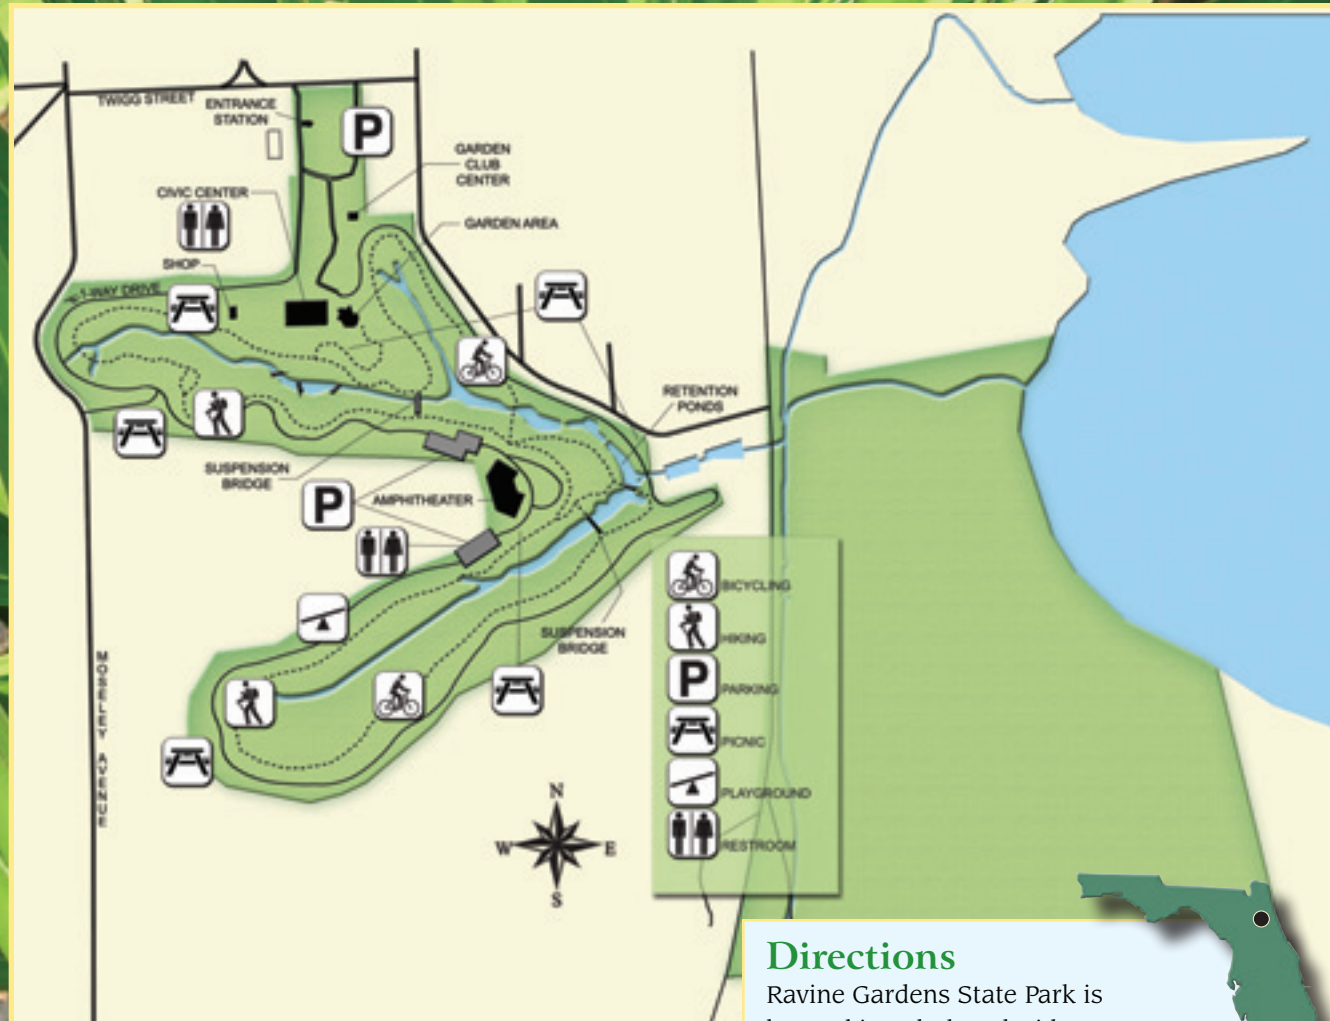 TWIGG STREET
ENTRANCE
STATION
P
GARDEN
CLUB
CENTER
CIVIC CENTER
GARDEN AREA
SHOP
1-WAY DRIVE
RETENTION
PONDS
SUSPENSION
BRIDGE
P
AMPHITHEATER
SUSPENSION
BRIDGE
MOSELEY AVENUE
BICYCLING
HIKING
P PARKING
PICNIC
PLAYGROUND
RESTROOM
N
W E
S
Directions
Ravine Gardens State Park is